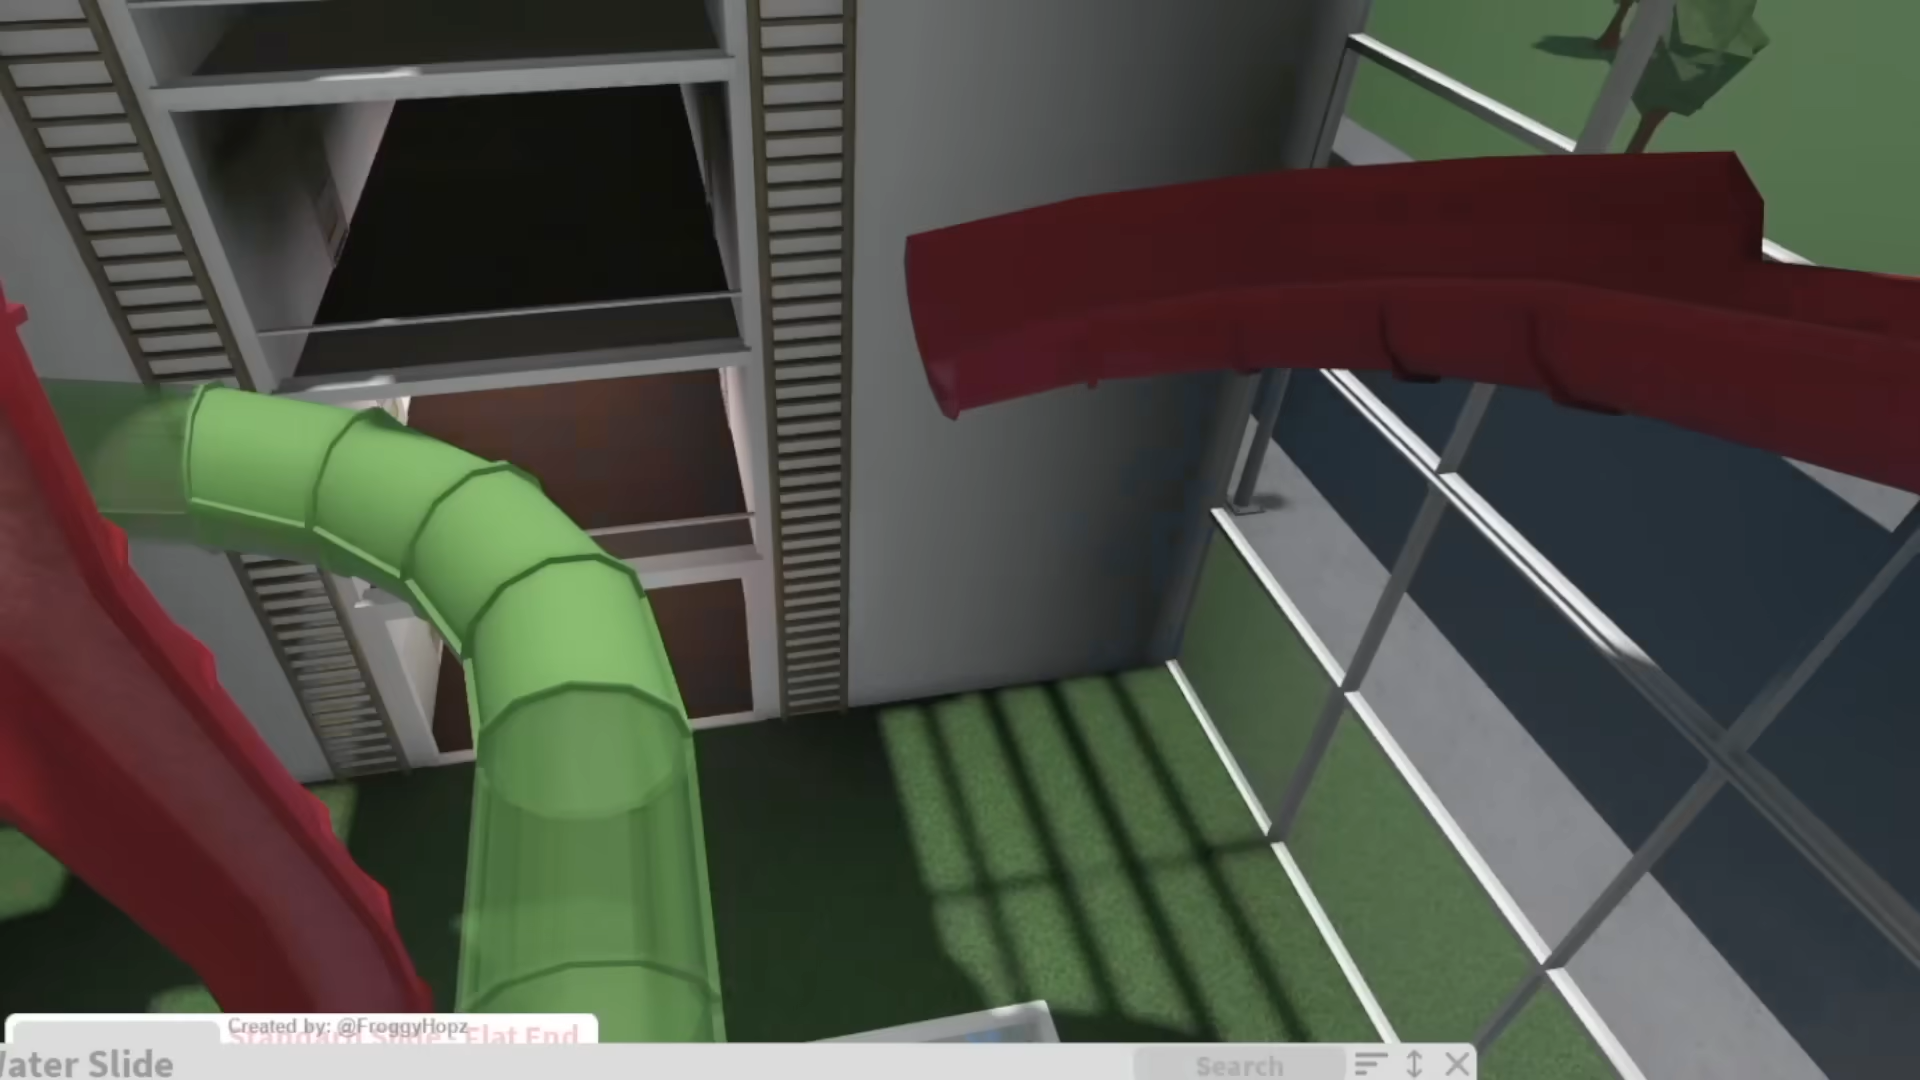 Created by: @FroggyHopz
Standard Slide - Flat End
Water Slide
Search